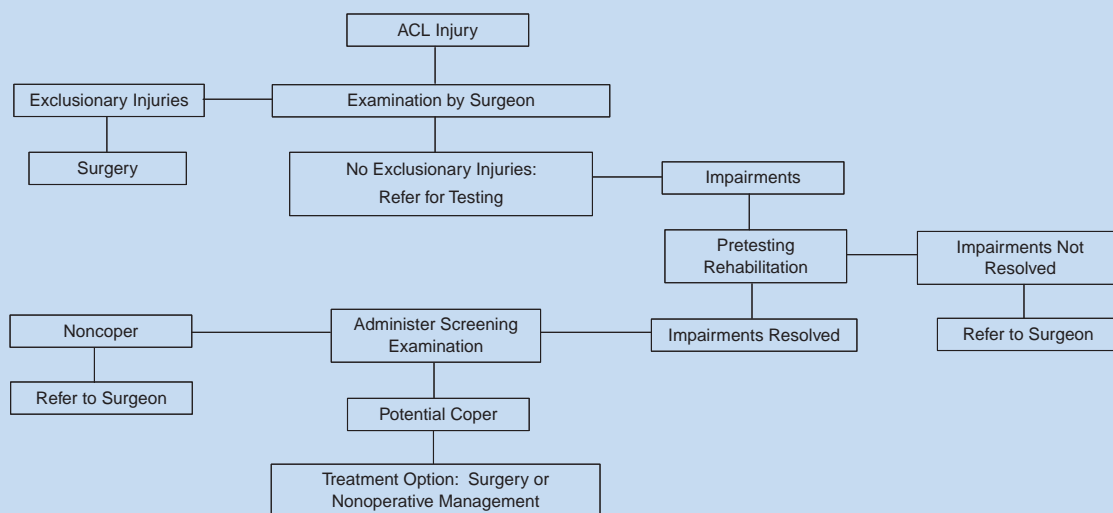 ACL Injury
Exclusionary Injuries
Examination by Surgeon
Surgery
No Exclusionary Injuries:
Refer for Testing
Impairments
Pretesting
Rehabilitation
Impairments Not
Resolved
Noncoper
Administer Screening
Examination
Impairments Resolved
Refer to Surgeon
Refer to Surgeon
Potential Coper
Treatment Option: Surgery or
Nonoperative Management